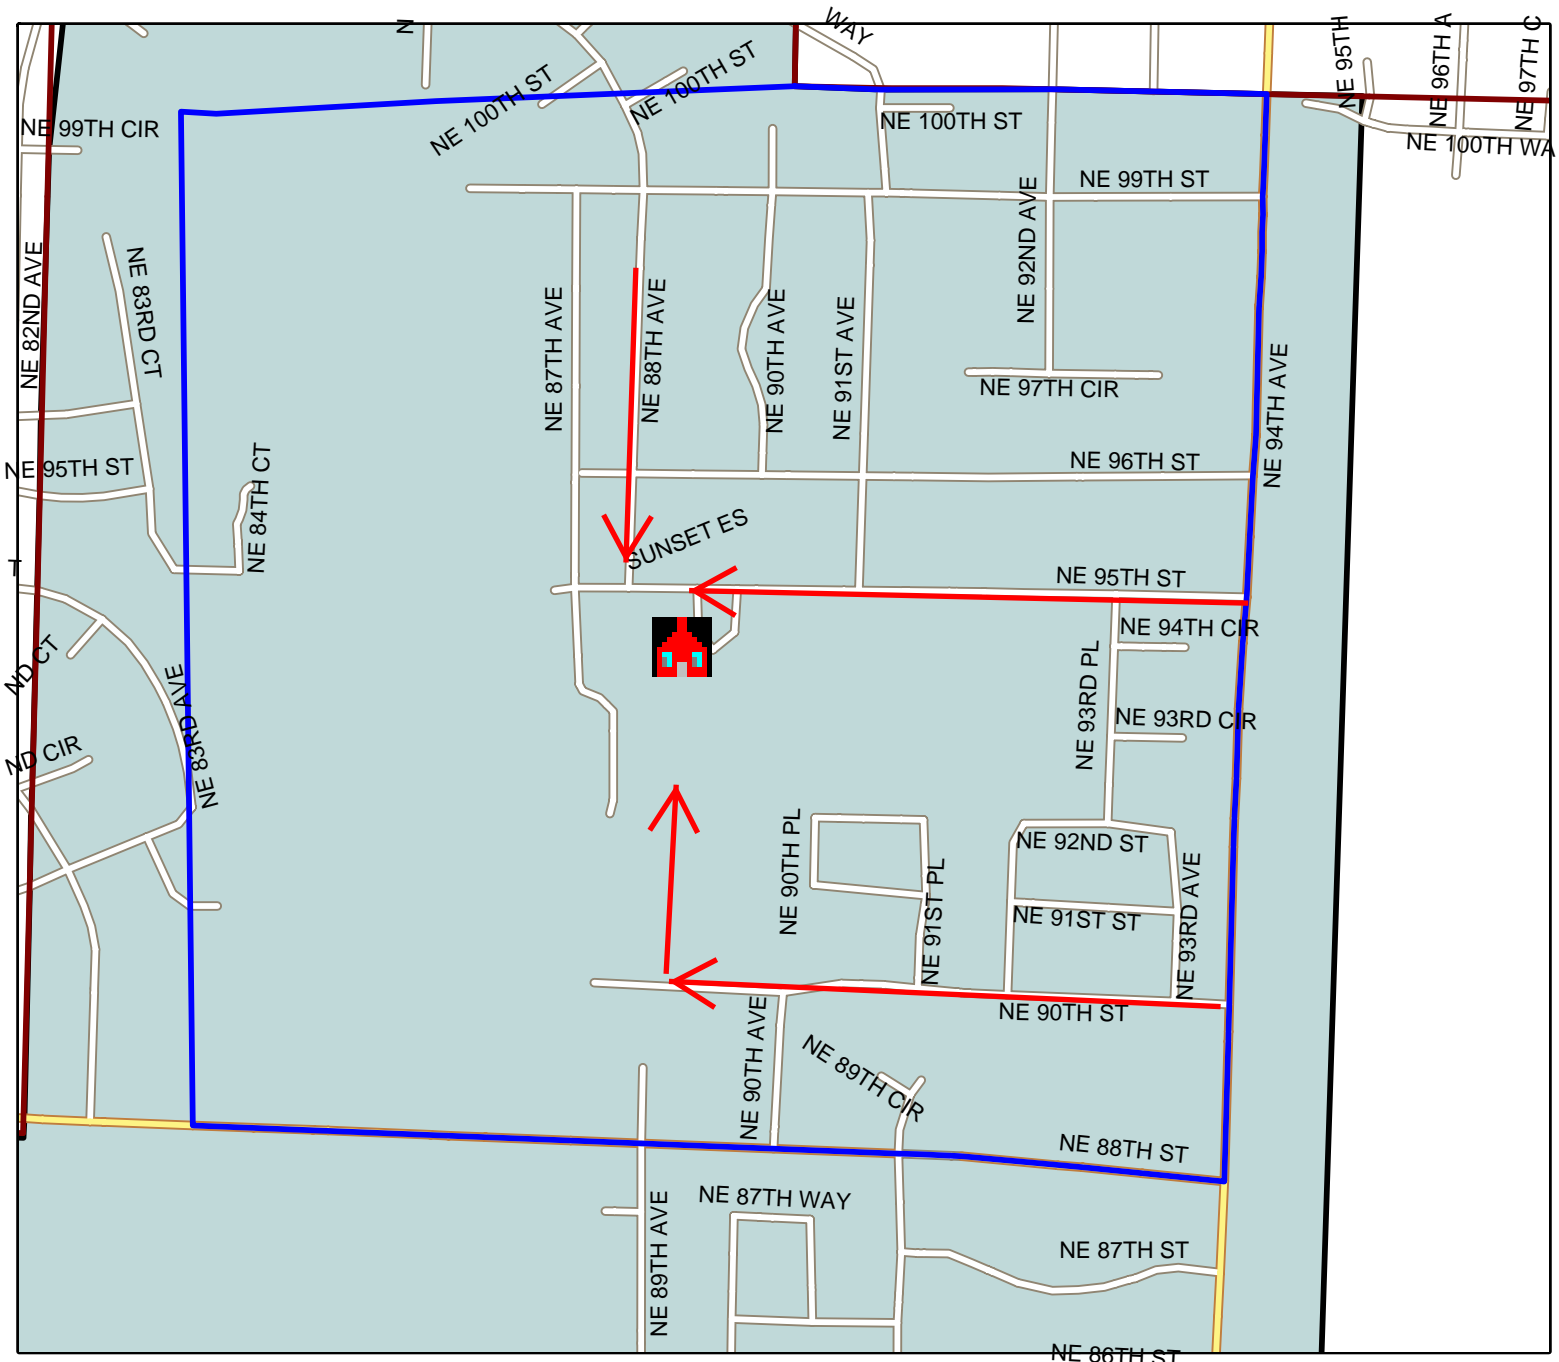 N
WAY
NE 95TH
NE 96TH A
NE 97TH C
NE 100TH ST
NE 100TH ST
NE 100TH ST
NE 99TH CIR
NE 100TH WA
NE 99TH ST
NE 82ND AVE
NE 83RD CT
NE 87TH AVE
NE 88TH AVE
NE 90TH AVE
NE 91ST AVE
NE 92ND AVE
NE 97TH CIR
NE 94TH AVE
NE 95TH ST
NE 84TH CT
NE 96TH ST
SUNSET ES
T
NE 95TH ST
NE 94TH CIR
ND CT
NE 83RD AVE
NE 93RD PL
NE 93RD CIR
ND CIR
NE 90TH PL
NE 92ND ST
NE 91ST PL
NE 91ST ST
NE 93RD AVE
NE 90TH ST
NE 90TH AVE
NE 89TH CIR
NE 88TH ST
NE 87TH WAY
NE 89TH AVE
NE 87TH ST
NE 86TH ST